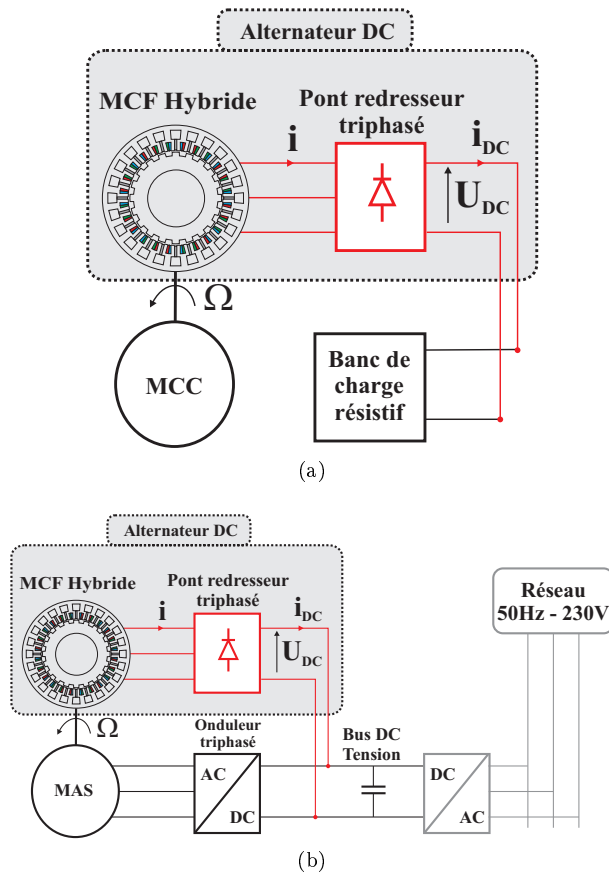 Alternateur DC
MCF Hybride
Pont redresseur
triphasé
i
i DC
U DC
Ω
MCC
Banc de
charge
résistif
(a)
Alternateur DC
MCF Hybride
Pont redresseur
triphasé
i
i DC
U DC
Réseau
50Hz - 230V
Ω
Onduleur
triphasé
Bus DC
Tension
MAS
AC
DC
DC
AC
(b)